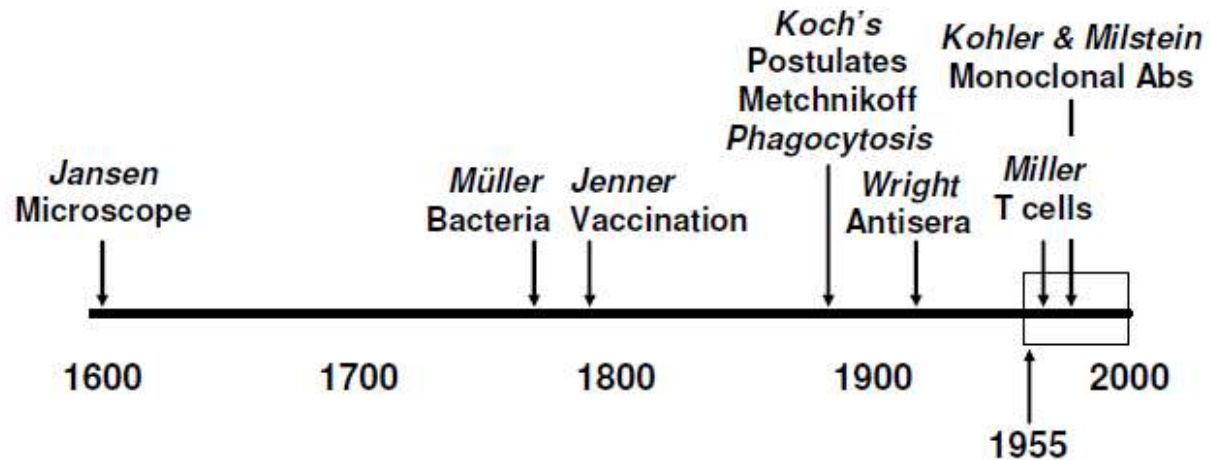 Jansen
Microscope
Müller
Bacteria
Jenner
Vaccination
Koch's
Postulates
Metchnikoff
Phagocytosis
Wright
Antisera
Kohler & Milstein
Monoclonal Abs
Miller
T cells
1600 1700 1800 1900 2000
1955